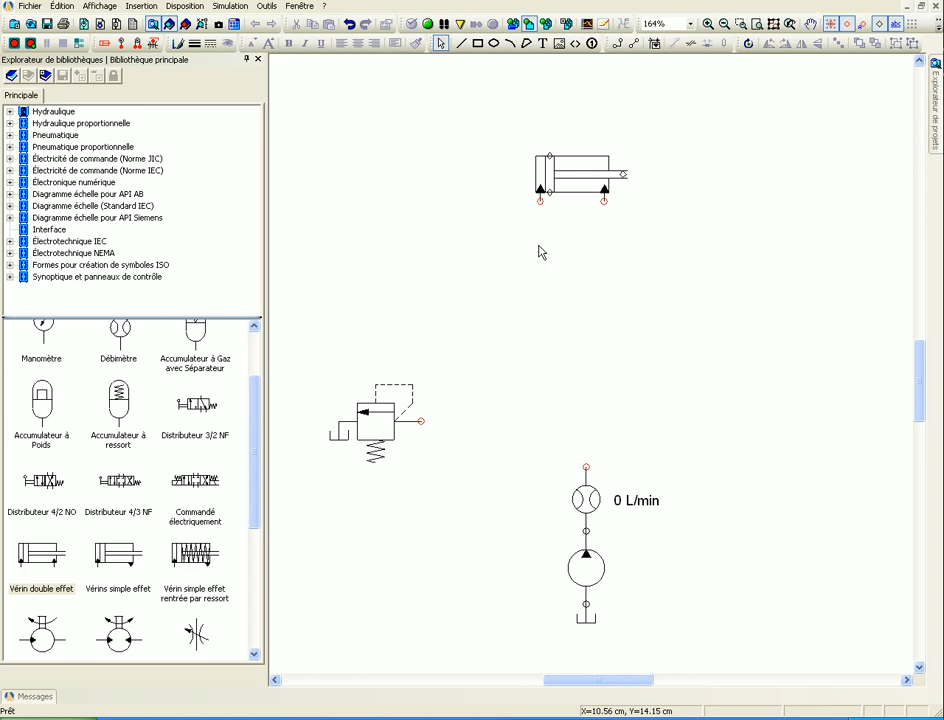 Fichier Édition Affichage Insertion Disposition Simulation Outils Fenêtre ?
164%
Explorateur de bibliothèques | Bibliothèque principale
Principale
Hydraulique
Hydraulique proportionnelle
Pneumatique
Pneumatique proportionnelle
Électricité de commande (Norme JIC)
Électricité de commande (Norme IEC)
Électronique numérique
Diagramme échelle pour API AB
Diagramme échelle (Standard IEC)
Diagramme échelle pour API Siemens
Interface
Électrotechnique IEC
Électrotechnique NEMA
Formes pour création de symboles ISO
Synoptique et panneaux de contrôle
Manomètre
Débimètre
Accumulateur à Gaz
avec Séparateur
Accumulateur à
Poids
Accumulateur à
ressort
Distributeur 3/2 NF
Distributeur 4/2 NO
Distributeur 4/3 NF
Commandé
électriquement
Vérin double effet
Vérins simple effet
Vérin simple effet
rentrée par ressort
0 L/min
Explorateur de projets
Messages
Prêt
X=10.56 cm, Y=14.15 cm